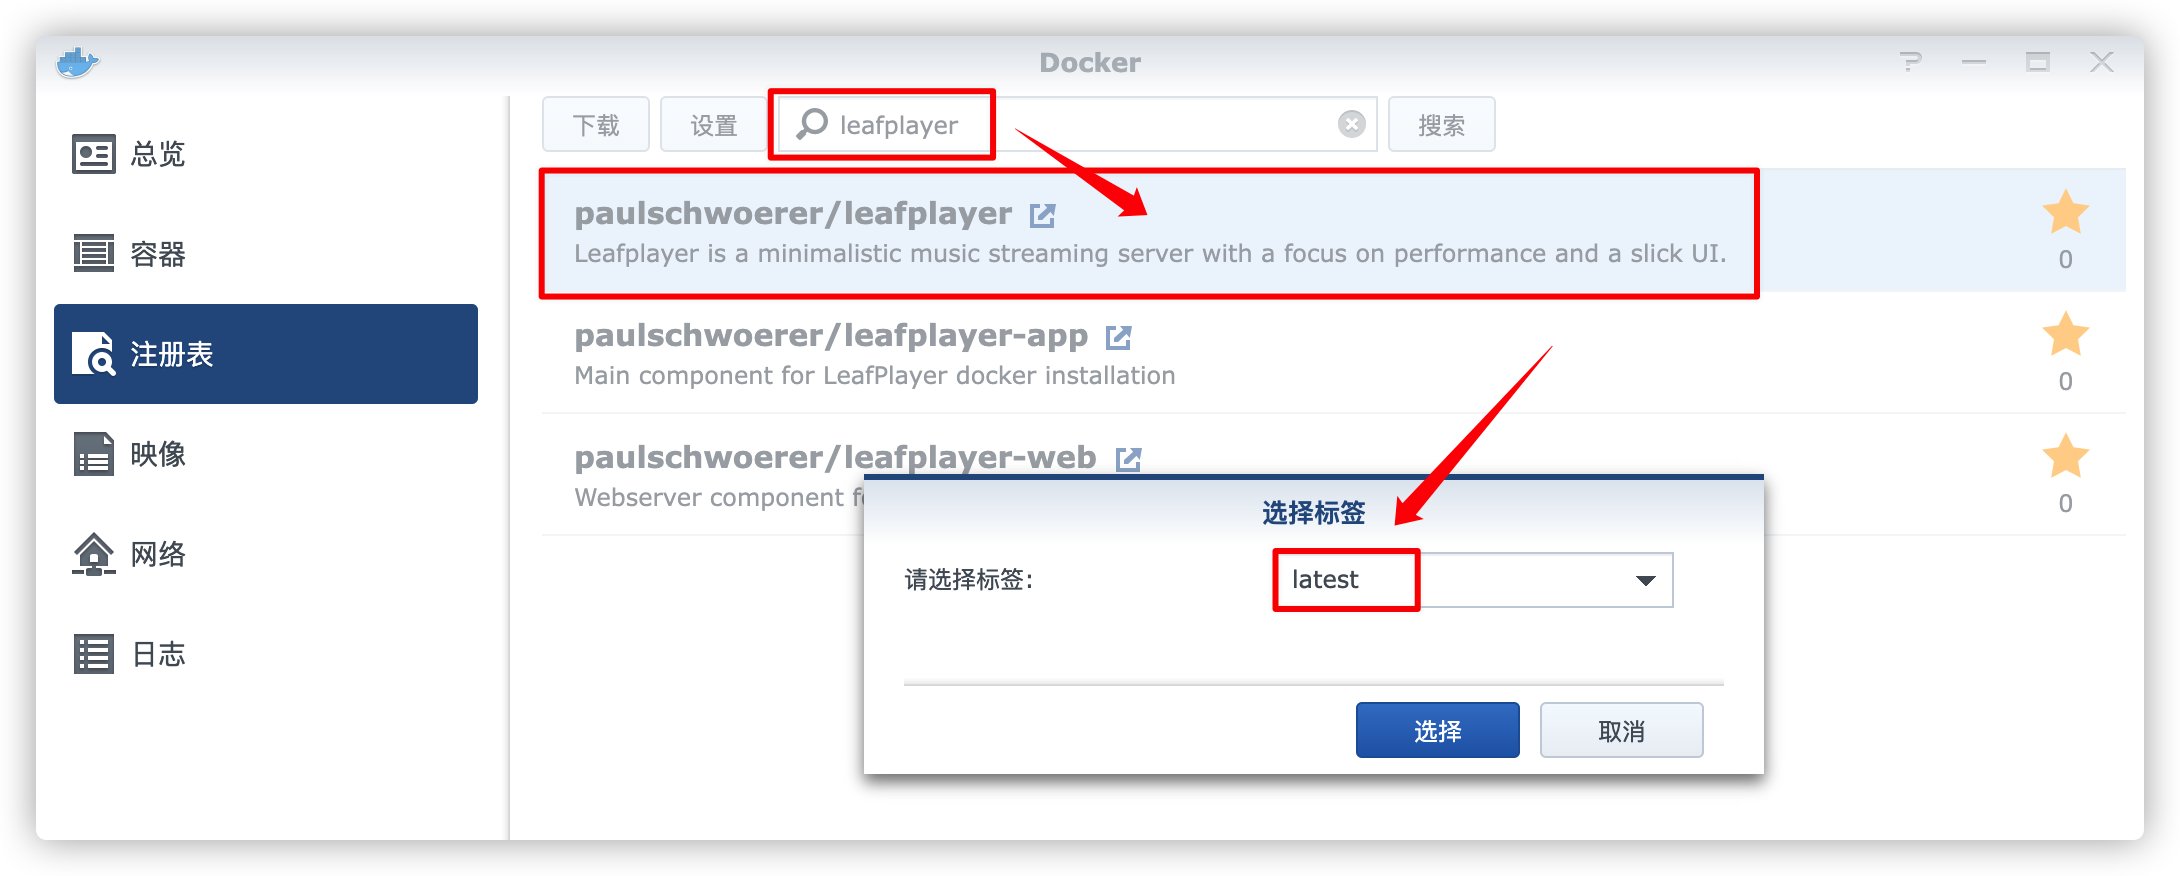 Docker
总览
容器
注册表
映像
网络
日志
下载
设置
leafplayer
搜索
paulschwoerer/leafplayer
Leafplayer is a minimalistic music streaming server with a focus on performance and a slick UI.
0
paulschwoerer/leafplayer-app
Main component for LeafPlayer docker installation
0
paulschwoerer/leafplayer-web
Webserver component
0
选择标签
请选择标签:
latest
选择
取消